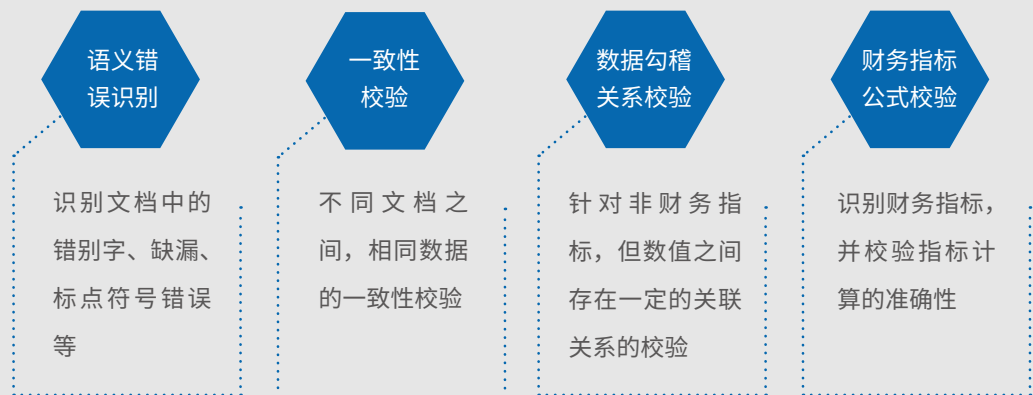 语义错
误识别
识别文档中的
错别字、缺漏、
标点符号错误
等
一致性
校验
不同文档之
间，相同数据
的一致性校验
数据勾稽
关系校验
针对非财务指
标，但数值之间
存在一定的关联
关系的校验
财务指标
公式校验
识别财务指标，
并校验指标计
算的准确性